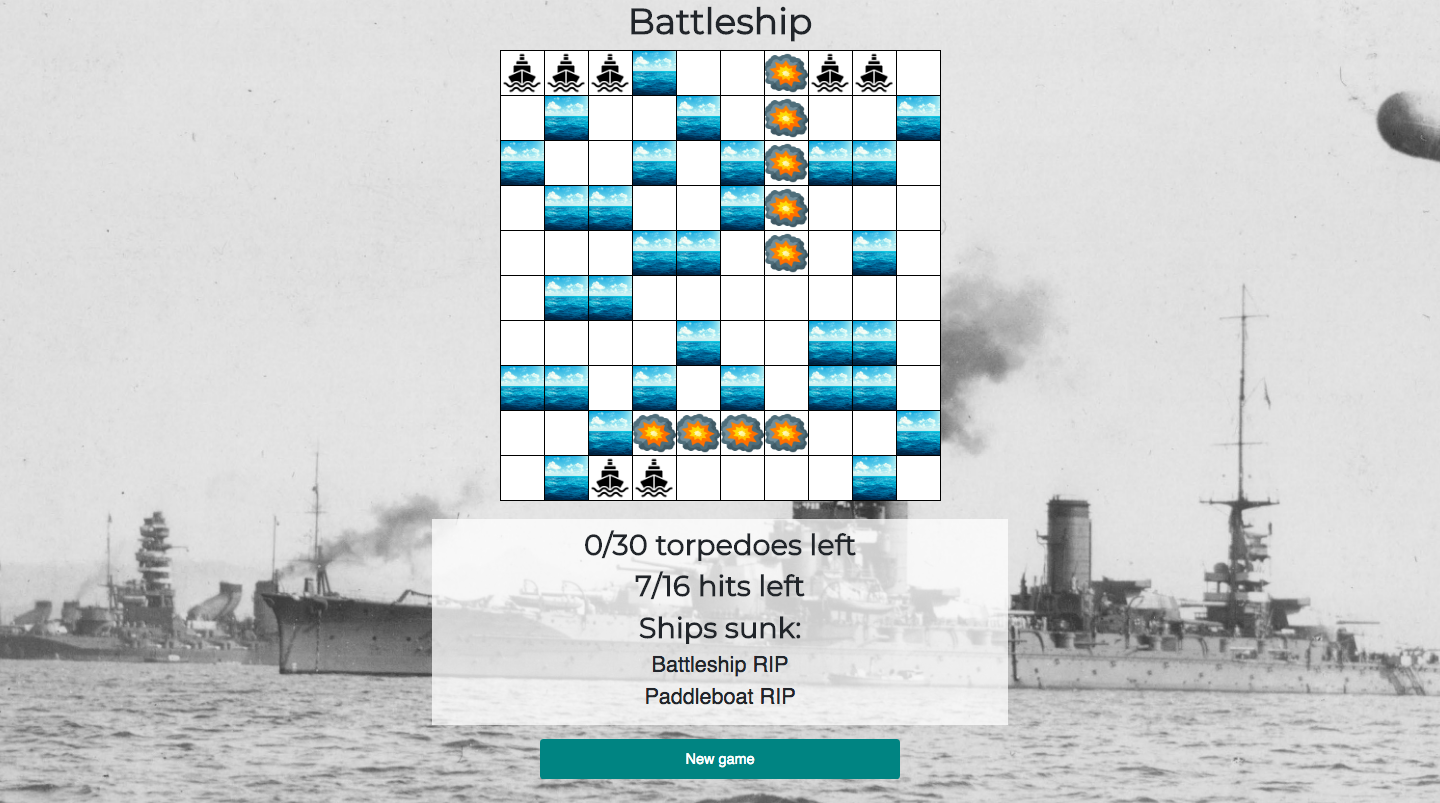 Battleship
0/30 torpedoes left
7/16 hits left
Ships sunk:
Battleship RIP
Paddleboat RIP
New game